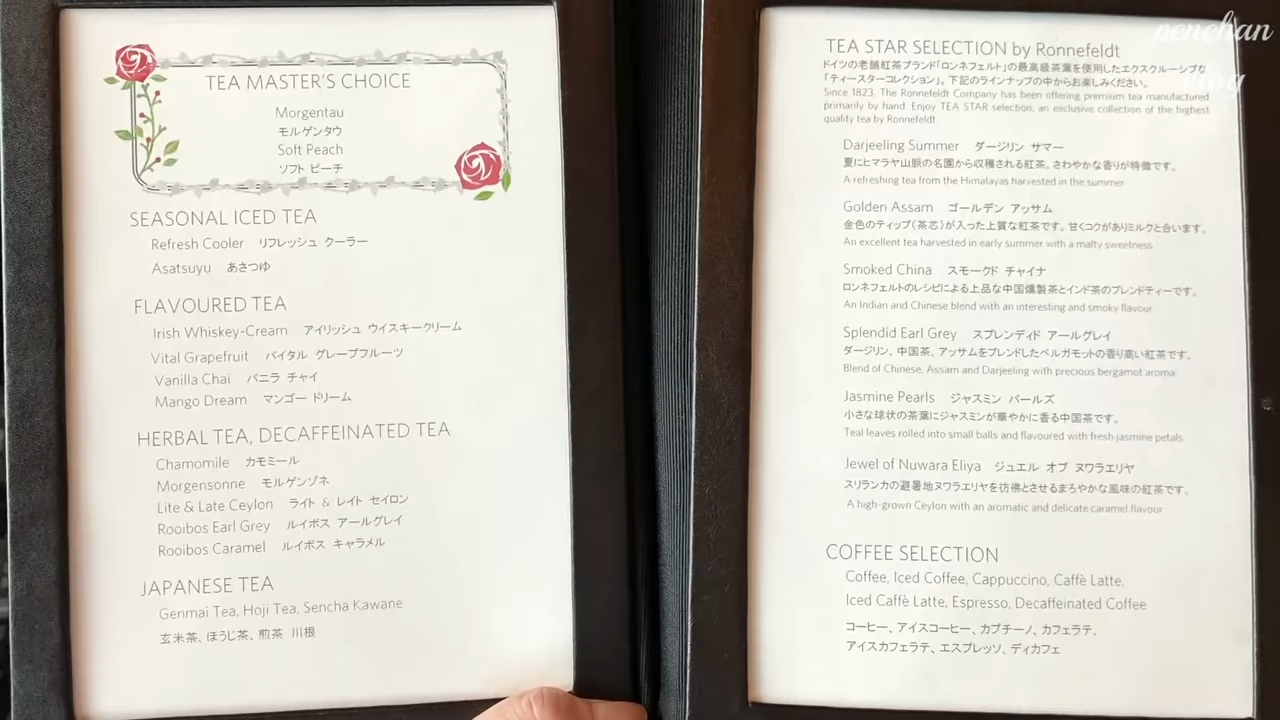 TEA MASTER'S CHOICE
Morgentau
モルゲンタウ
Soft Peach
ソフト ピーチ
SEASONAL ICED TEA
Refresh Cooler リフレッシュ クーラー
Asatsuyu あさつゆ
FLAVOURED TEA
Irish Whiskey-Cream アイリッシュ ウイスキークリーム
Vital Grapefruit バイタル グレープフルーツ
Vanilla Chai バニラ チャイ
Mango Dream マンゴー ドリーム
HERBAL TEA, DECAFFEINATED TEA
Chamomile カモミール
Morgensonne モルゲンゾネ
Lite & Late Ceylon ライト & レイト セイロン
Rooibos Earl Grey ルイボス アールグレイ
Rooibos Caramel ルイボス キャラメル
JAPANESE TEA
Genmai Tea, Hoji Tea, Sencha Kawane
玄米茶、ほうじ茶、煎茶 川根
penchan
blog
TEA STAR SELECTION by Ronnefeldt
ドイツの老舗紅茶ブランド「ロンネフェルト」の最高級茶葉を使用したエクスクルーシブな
「ティースターコレクション」。下記のラインナップの中からお楽しみください。
Since 1823, The Ronnefeldt Company has been offering premium tea manufactured
primarily by hand. Enjoy TEA STAR selection, an exclusive collection of the highest
quality tea by Ronnefeldt.
Darjeeling Summer ダージリン サマー
夏にヒマラヤ山脈の名園から収穫される紅茶。さわやかな香りが特徴です。
A refreshing tea from the Himalayas harvested in the summer
Golden Assam ゴールデン アッサム
金色のティップ(茶芯)が入った上質な紅茶です。甘くコクがありミルクと合います。
An excellent tea harvested in early summer with a malty sweetness
Smoked China スモークド チャイナ
ロンネフェルトのレシピによる上品な中国燻製茶とインド茶のブレンドティーです。
An Indian and Chinese blend with an interesting and smoky flavour
Splendid Earl Grey スプレンディド アールグレイ
ダージリン、中国茶、アッサムをブレンドしたベルガモットの香り高い紅茶です。
Blend of Chinese, Assam and Darjeeling with precious bergamot aroma
Jasmine Pearls ジャスミン パールズ
小さな球状の茶葉にジャスミンが華やかに香る中国茶です。
Teal leaves rolled into small balls and flavoured with fresh jasmine petals
Jewel of Nuwara Eliya ジュエル オブ ヌワラエリヤ
スリランカの避暑地ヌワラエリヤを彷彿とさせるまろやかな風味の紅茶です。
A high-grown Ceylon with an aromatic and delicate caramel flavour
COFFEE SELECTION
Coffee, Iced Coffee, Cappuccino, Caffè Latte,
Iced Caffè Latte, Espresso, Decaffeinated Coffee
コーヒー、アイスコーヒー、カプチーノ、カフェラテ、
アイスカフェラテ、エスプレッソ、ディカフェ